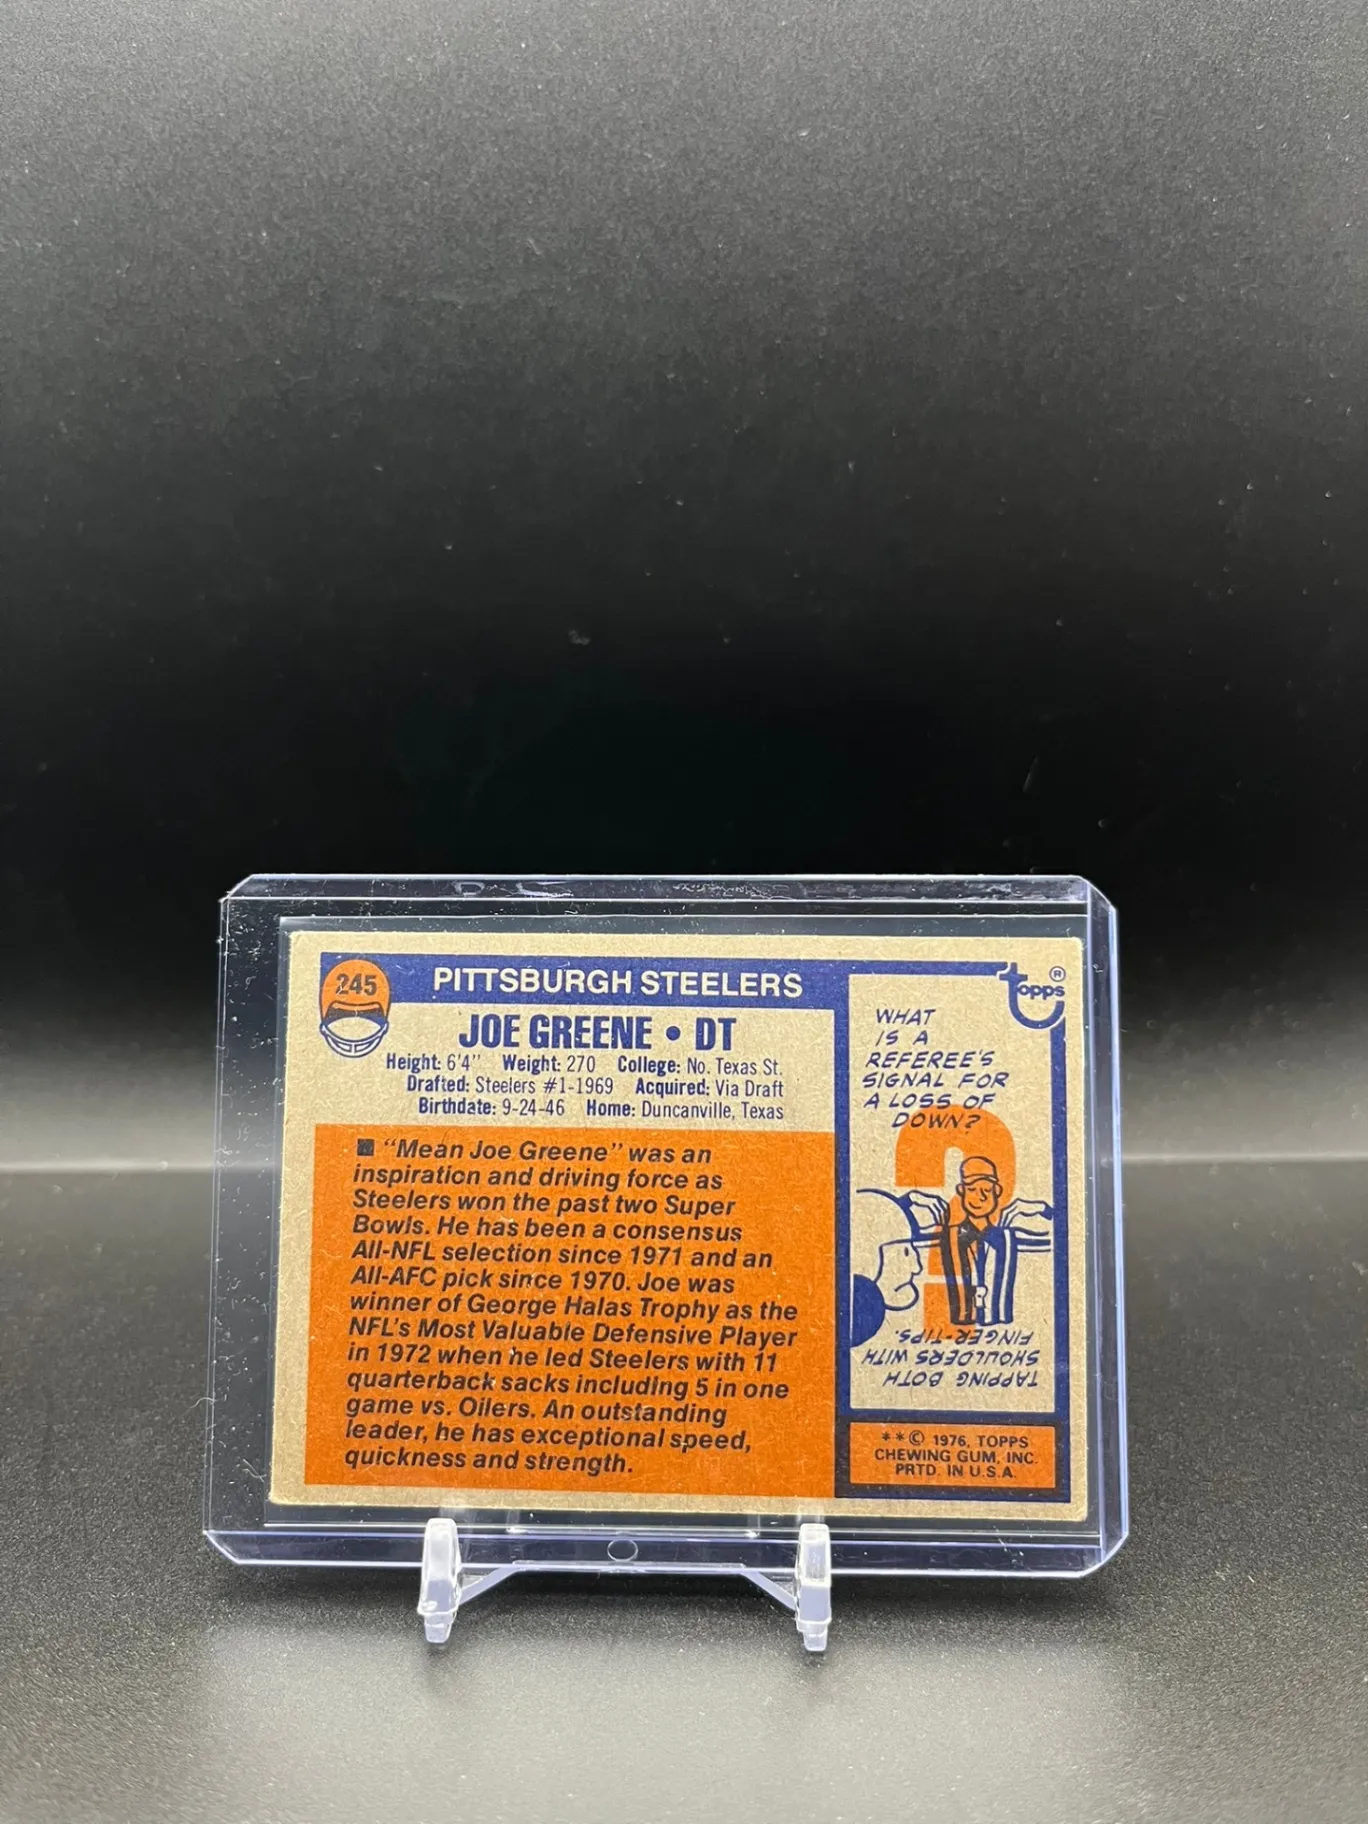 245
PITTSBURGH STEELERS
JOE GREENE • DT
Height: 6'4" Weight: 270 College: No. Texas St.
Drafted: Steelers #1-1969 Acquired: Via Draft
Birthdate: 9-24-46 Home: Duncanville, Texas
■ "Mean Joe Greene" was an
inspiration and driving force as
Steelers won the past two Super
Bowls. He has been a consensus
All-NFL selection since 1971 and an
All-AFC pick since 1970. Joe was
winner of George Halas Trophy as the
NFL's Most Valuable Defensive Player
in 1972 when he led Steelers with 11
quarterback sacks including 5 in one
game vs. Oilers. An outstanding
leader, he has exceptional speed,
quickness and strength.
topps®
WHAT
IS A
REFEREE'S
SIGNAL FOR
A LOSS OF
DOWN?
TAPPING BOTH
SHOULDERS WITH
FINGER-TIPS.
**© 1976, TOPPS
CHEWING GUM, INC.
PRTD. IN U.S.A.